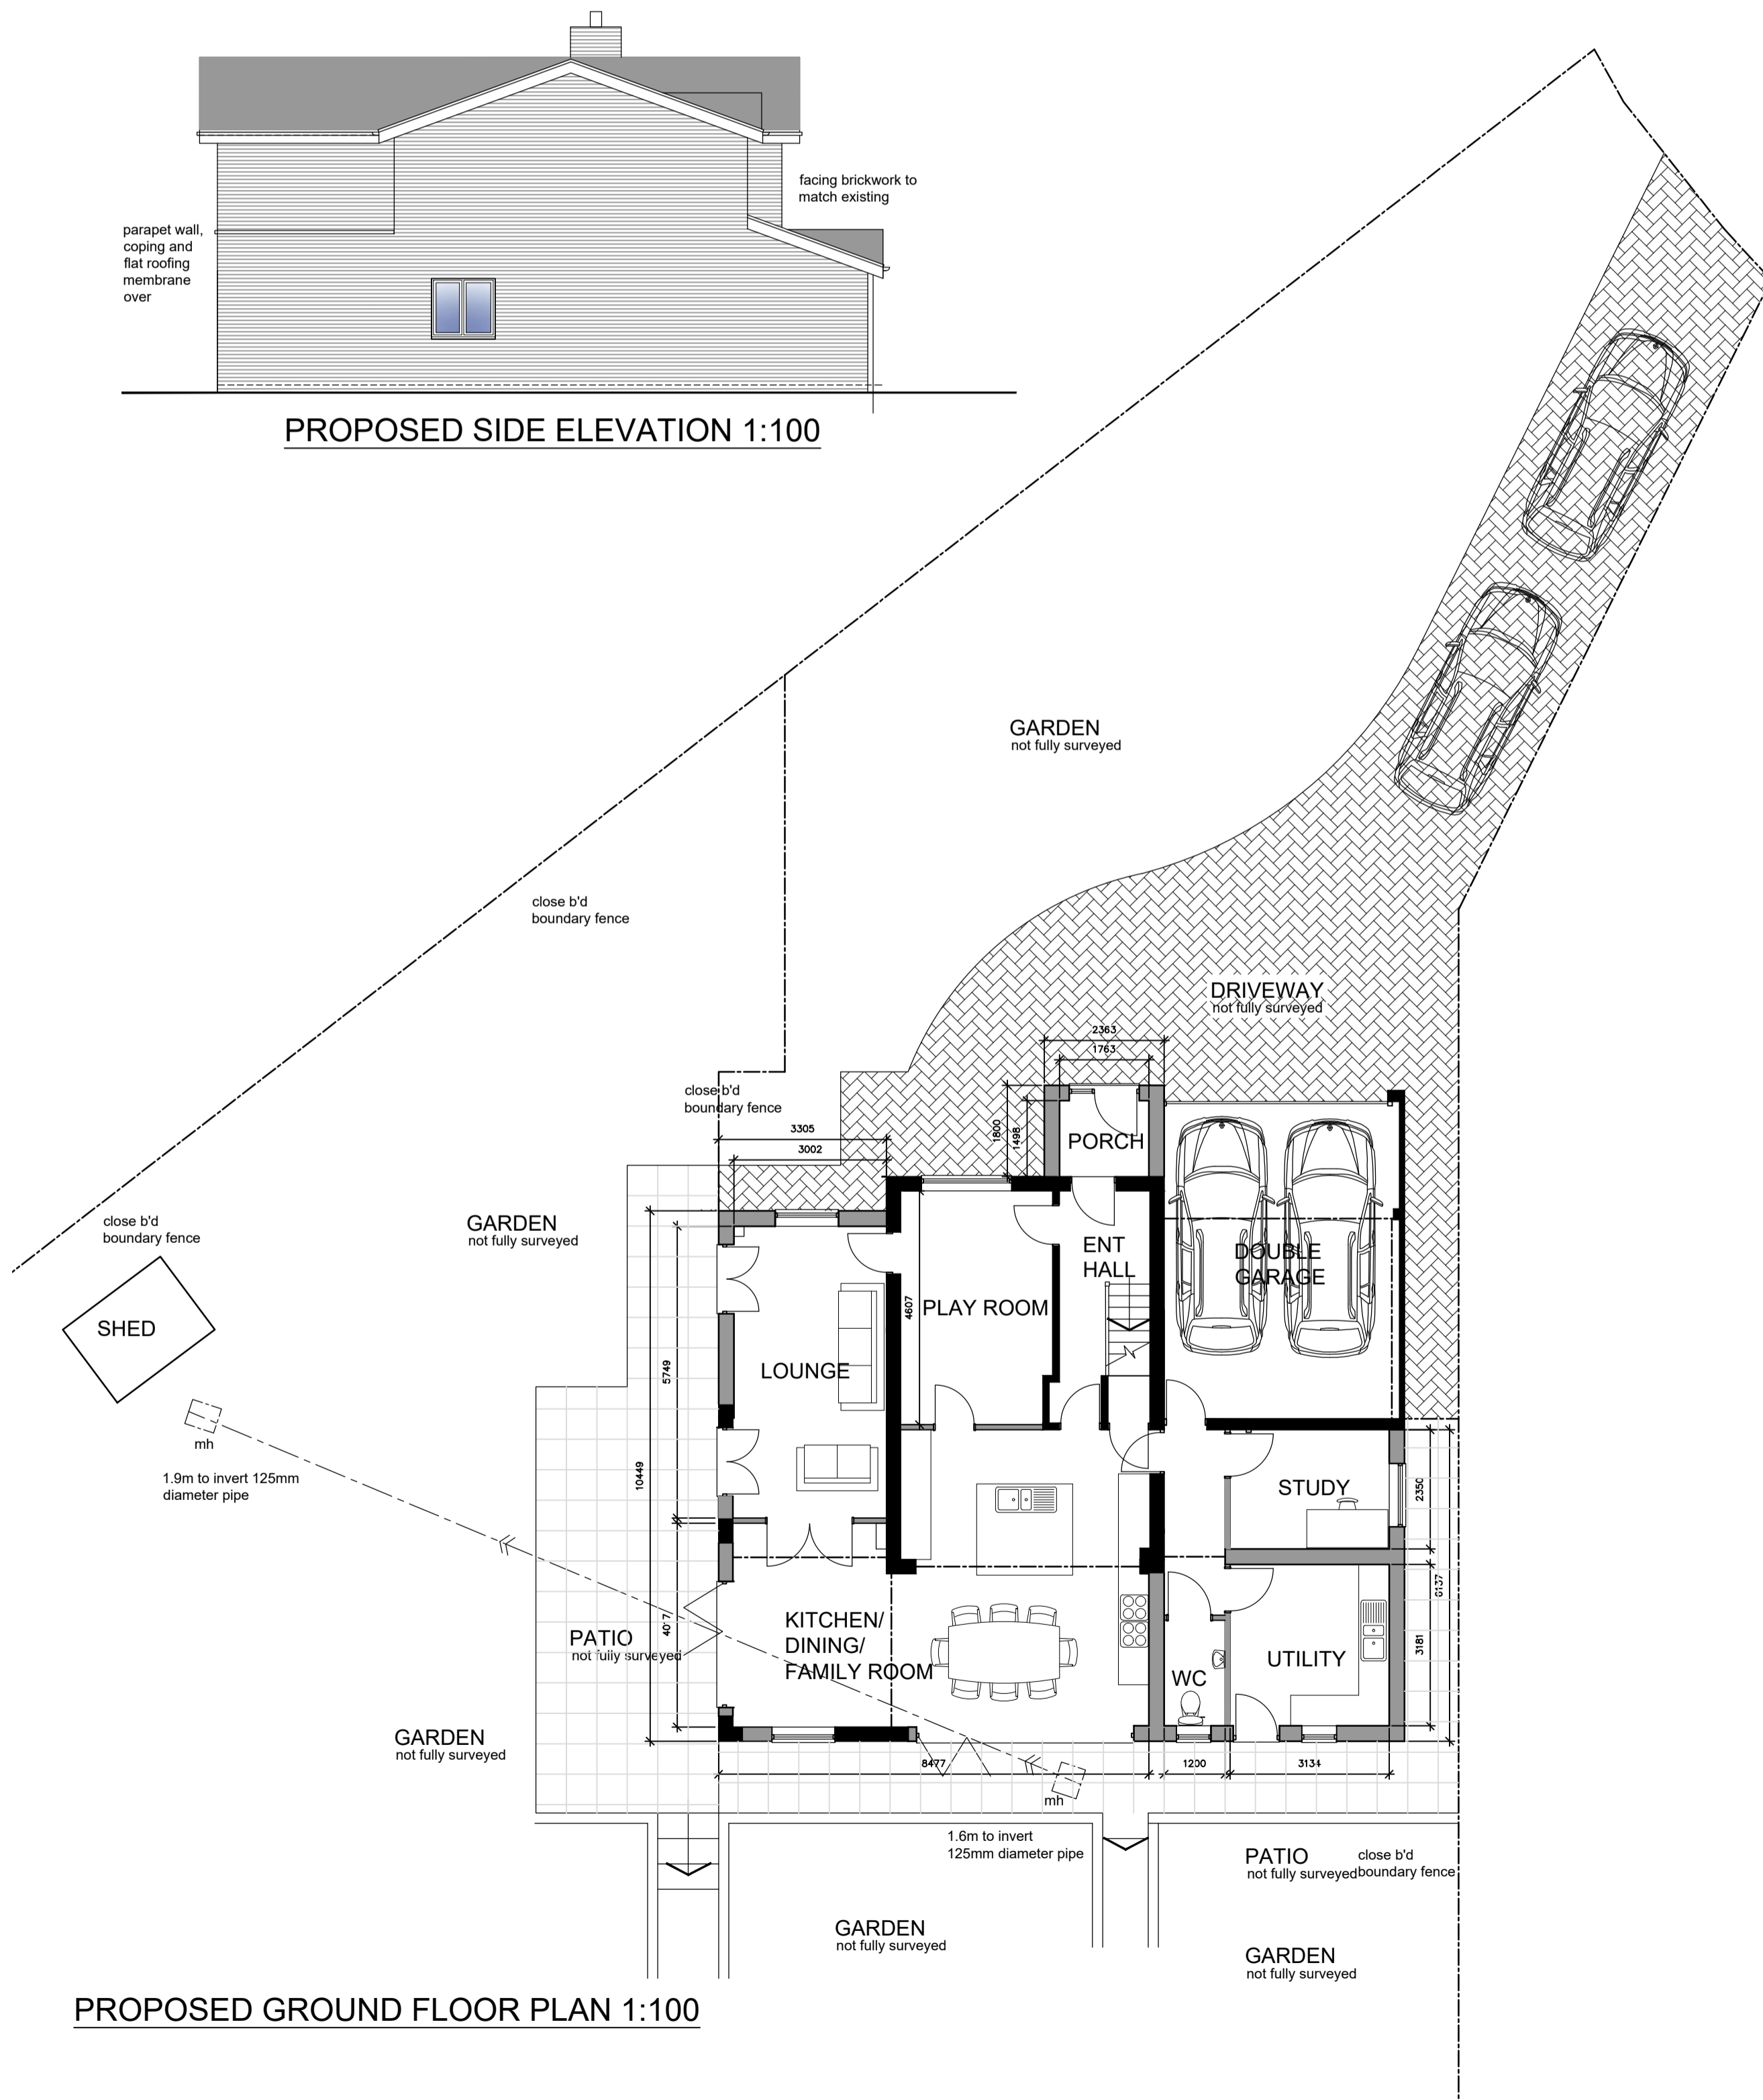 facing brickwork to
match existing
parapet wall,
coping and
flat roofing
membrane
over
PROPOSED SIDE ELEVATION 1:100
GARDEN
not fully surveyed
close b'd
boundary fence
DRIVEWAY
not fully surveyed
2363
1763
close b'd
boundary fence
1800
1498
3305
3002
PORCH
close b'd
boundary fence
GARDEN
not fully surveyed
ENT
HALL
DOUBLE
GARAGE
SHED
4607
PLAY ROOM
5749
LOUNGE
mh
1.9m to invert 125mm
diameter pipe
10449
STUDY
2350
KITCHEN/
DINING/
FAMILY ROOM
PATIO
not fully surveyed
WC
UTILITY
3181
GARDEN
not fully surveyed
8477
1200
3134
mh
1.6m to invert
125mm diameter pipe
PATIO
not fully surveyed
close b'd
boundary fence
GARDEN
not fully surveyed
GARDEN
not fully surveyed
PROPOSED GROUND FLOOR PLAN 1:100